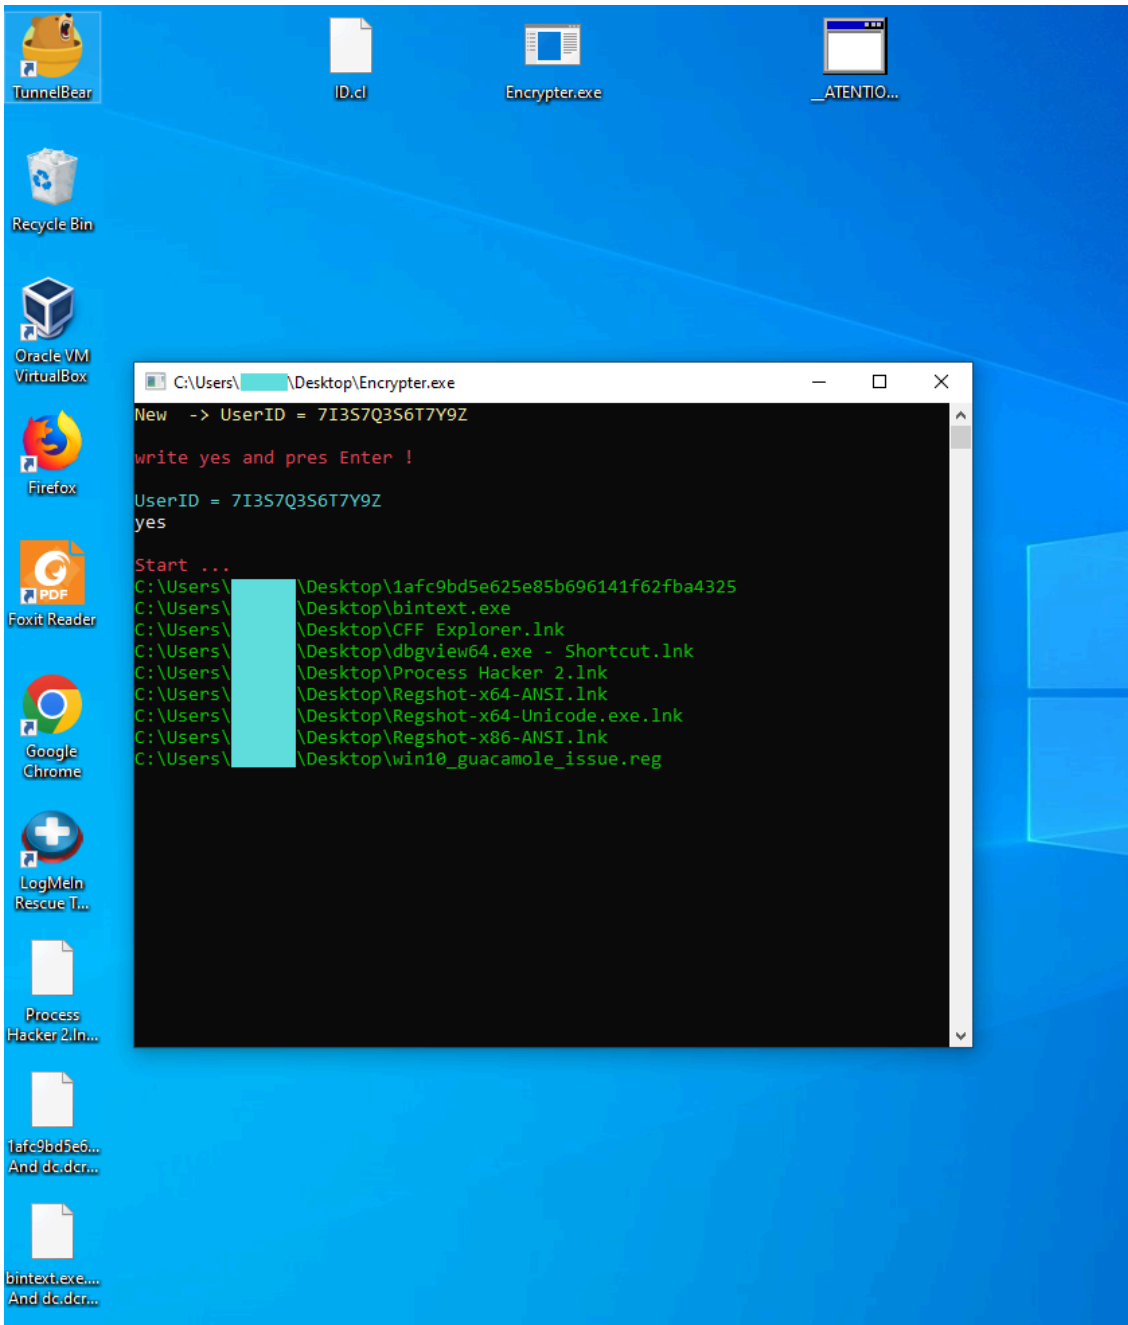 TunnelBear
ID.cl
Encrypter.exe
__ATENTIO...
Recycle Bin
Oracle VM
VirtualBox
Firefox
PDF
Foxit Reader
Google
Chrome
LogMeIn
Rescue T...
Process
Hacker 2.ln...
1afc9bd5e6...
And dc.dcr...
bintext.exe....
And dc.dcr...
C:\Users\ \Desktop\Encrypter.exe
New -> UserID = 7I3S7Q3S6T7Y9Z
write yes and pres Enter !
UserID = 7I3S7Q3S6T7Y9Z
yes
Start ...
C:\Users\ \Desktop\1afc9bd5e625e85b696141f62fba4325
C:\Users\ \Desktop\bintext.exe
C:\Users\ \Desktop\CFF Explorer.lnk
C:\Users\ \Desktop\dbgview64.exe - Shortcut.lnk
C:\Users\ \Desktop\Process Hacker 2.lnk
C:\Users\ \Desktop\Regshot-x64-ANSI.lnk
C:\Users\ \Desktop\Regshot-x64-Unicode.exe.lnk
C:\Users\ \Desktop\Regshot-x86-ANSI.lnk
C:\Users\ \Desktop\win10_guacamole_issue.reg